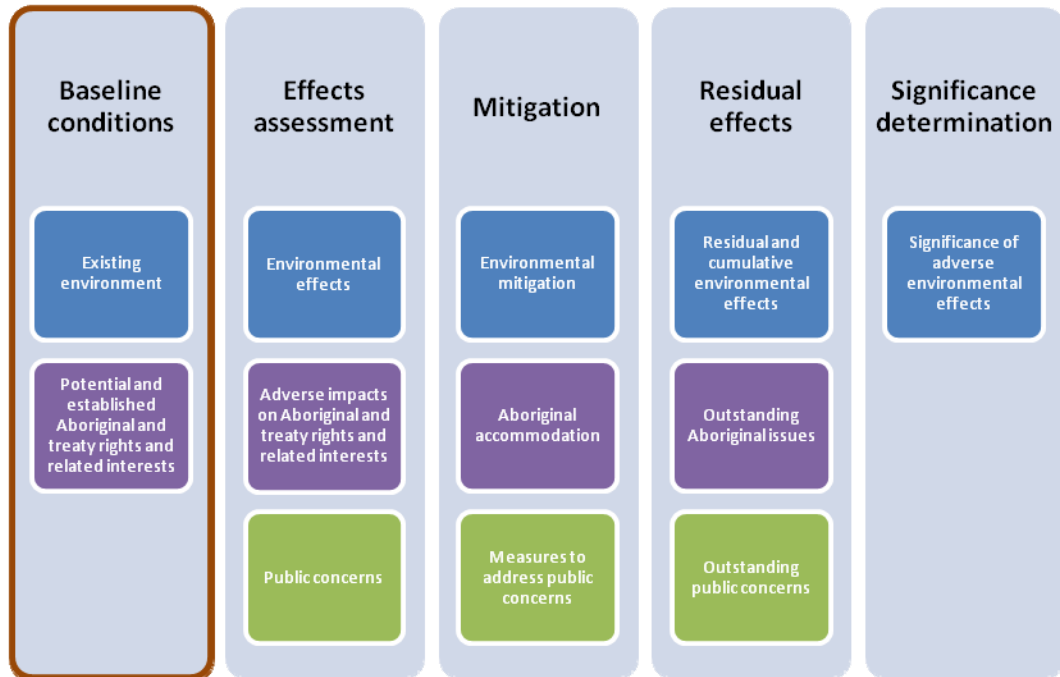 Baseline
conditions
Existing
environment
Potential and
established
Aboriginal and
treaty rights and
related interests
Effects
assessment
Environmental
effects
Adverse impacts
on Aboriginal and
treaty rights and
related interests
Public concerns
Mitigation
Environmental
mitigation
Aboriginal
accommodation
Measures to
address public
concerns
Residual
effects
Residual and
cumulative
environmental
effects
Outstanding
Aboriginal issues
Outstanding
public concerns
Significance
determination
Significance of
adverse
environmental
effects